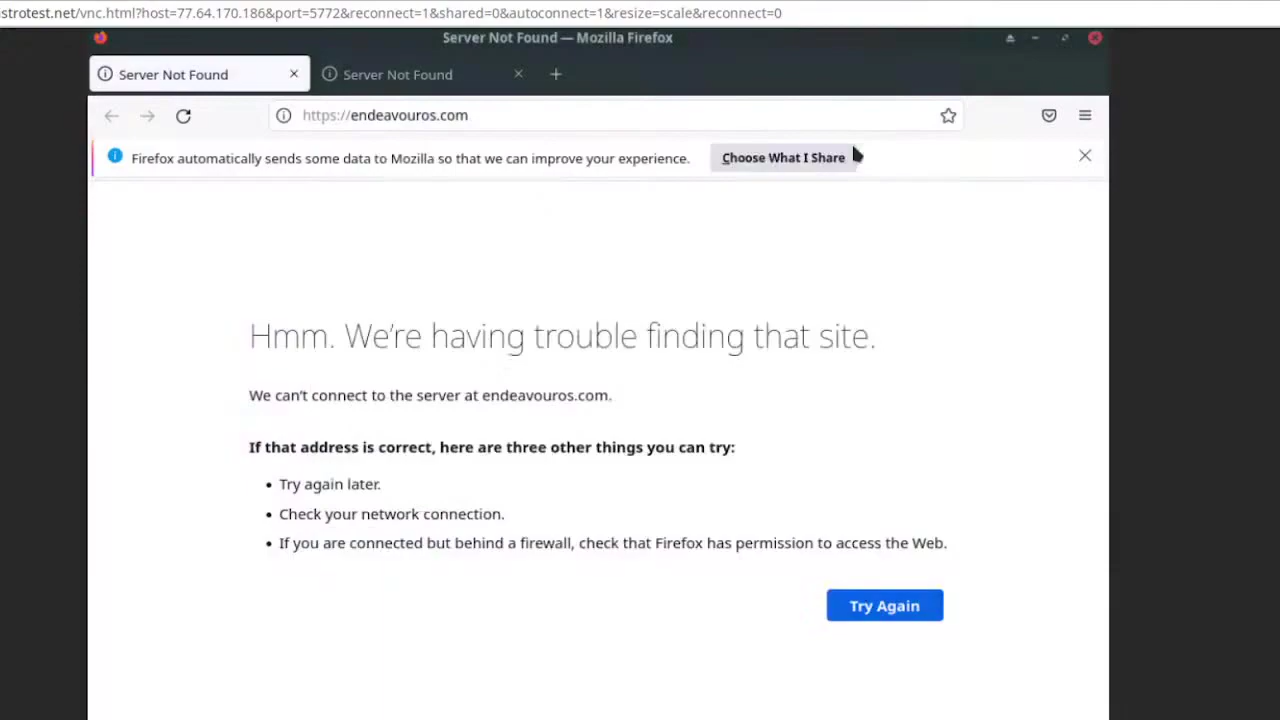 strotest.net/vnc.html?host=77.64.170.186&port=5772&reconnect=1&shared=0&autoconnect=1&resize=scale&reconnect=0
Server Not Found — Mozilla Firefox
Server Not Found
Server Not Found
https://endeavouros.com
Firefox automatically sends some data to Mozilla so that we can improve your experience.
Choose What I Share
Hmm. We're having trouble finding that site.
We can't connect to the server at endeavouros.com.
If that address is correct, here are three other things you can try:
• Try again later.
• Check your network connection.
• If you are connected but behind a firewall, check that Firefox has permission to access the Web.
Try Again